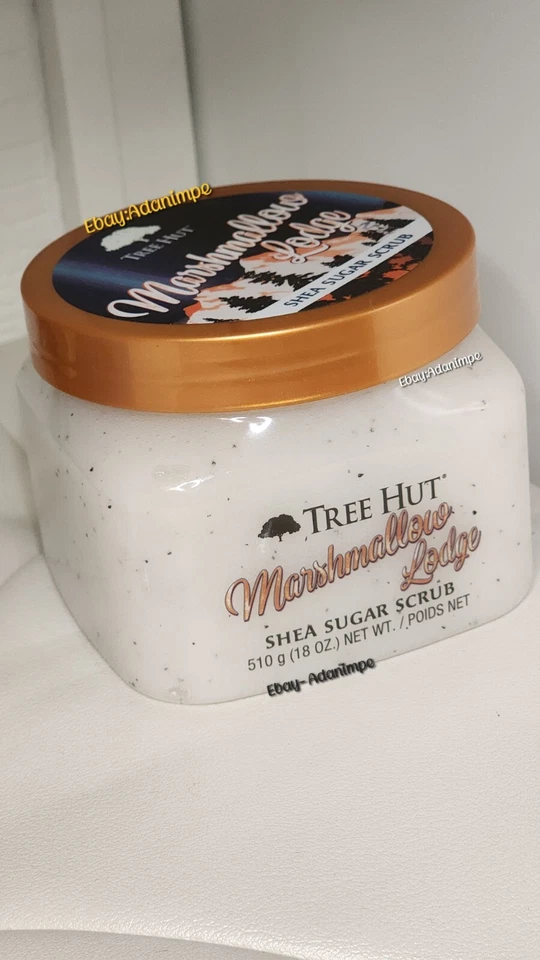 Ebay:AdanImpe
TREE HUT
Marshmallow
Lodge
SHEA SUGAR SCRUB
Ebay:AdanImpe
TREE HUT®
Marshmallow
Lodge
SHEA SUGAR SCRUB
510 g (18 OZ.) NET WT. / POIDS NET
Ebay-AdanImpe